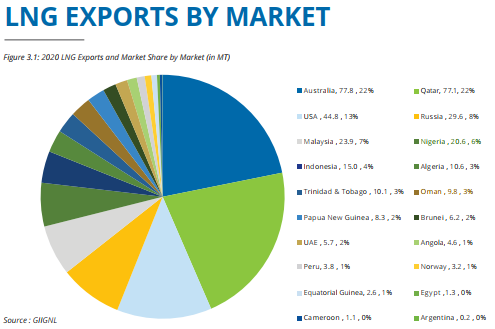 LNG EXPORTS BY MARKET
Figure 3.1: 2020 LNG Exports and Market Share by Market (in MT)
Australia, 77.8, 22%
Qatar, 77.1, 22%
USA, 44.8, 13%
Russia, 29.6, 8%
Malaysia, 23.9, 7%
Nigeria, 20.6, 6%
Indonesia, 15.0, 4%
Algeria, 10.6, 3%
Trinidad & Tobago, 10.1, 3%
Oman, 9.8, 3%
Papua New Guinea, 8.3, 2%
Brunei, 6.2, 2%
UAE, 5.7, 2%
Angola, 4.6, 1%
Peru, 3.8, 1%
Norway, 3.2, 1%
Equatorial Guinea, 2.6, 1%
Egypt, 1.3, 0%
Cameroon, 1.1, 0%
Argentina, 0.2, 0%
Source: GIIGNL